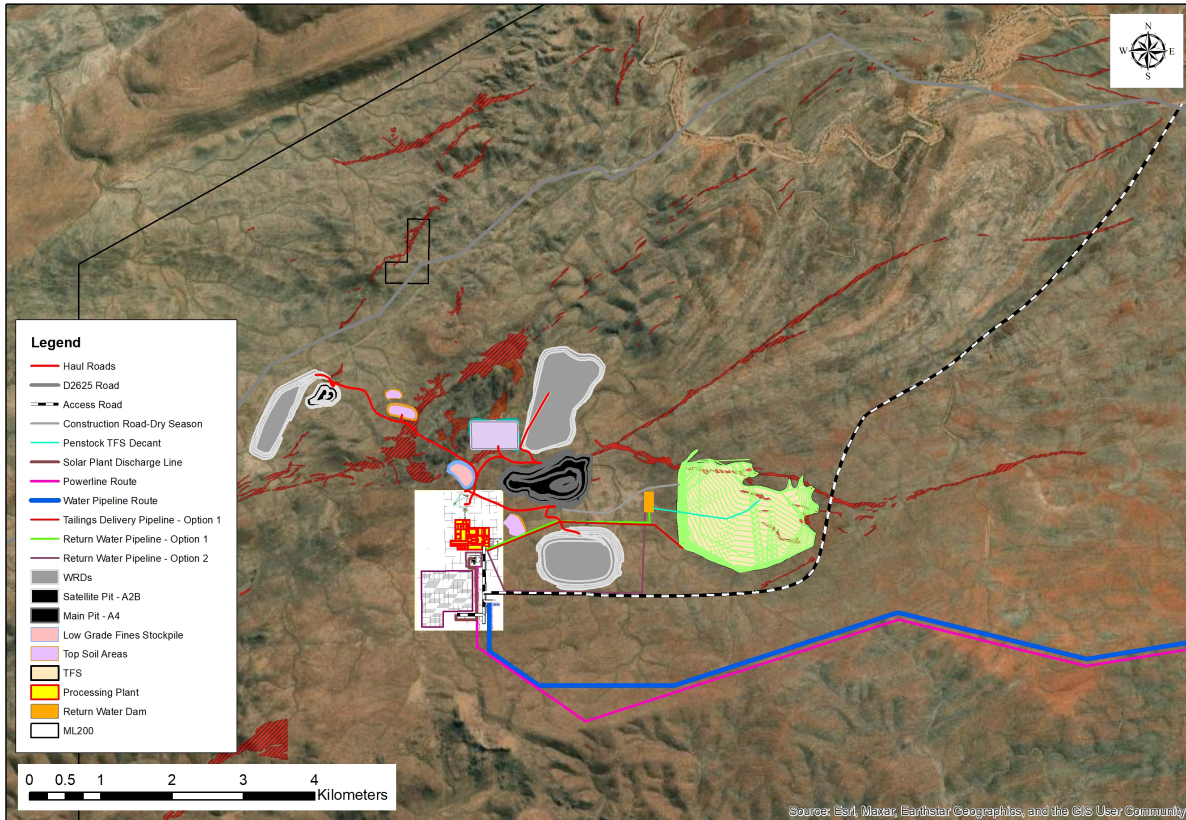 N
W E
S
Legend
Haul Roads
D2625 Road
Access Road
Construction Road-Dry Season
Penstock TFS Decant
Solar Plant Discharge Line
Powerline Route
Water Pipeline Route
Tailings Delivery Pipeline - Option 1
Return Water Pipeline - Option 1
Return Water Pipeline - Option 2
WRDs
Satellite Pit - A2B
Main Pit - A4
Low Grade Fines Stockpile
Top Soil Areas
TFS
Processing Plant
Return Water Dam
ML200
0 0.5 1 2 3 4
Kilometers
Source: Esri, Maxar, Earthstar Geographics, and the GIS User Community